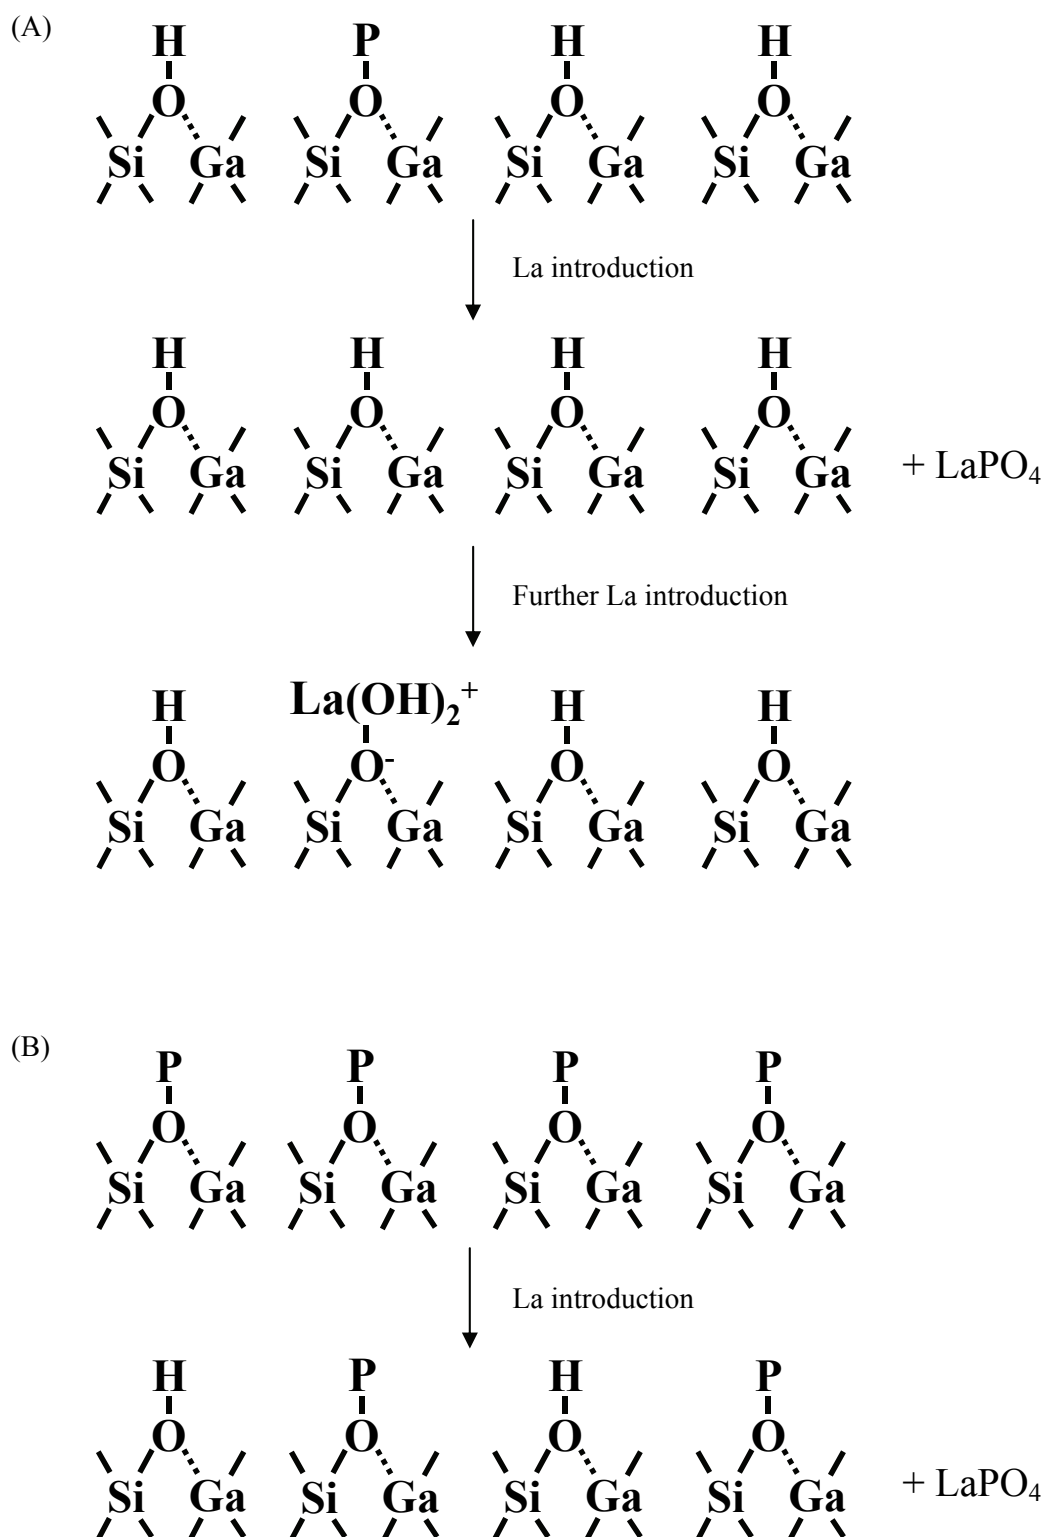 (A)
H P H H
O O O O
Si Ga Si Ga Si Ga Si Ga
La introduction
H H H H
O O O O
Si Ga Si Ga Si Ga Si Ga + LaPO₄
Further La introduction
H La(OH)₂⁺ H H
O O⁻ O O
Si Ga Si Ga Si Ga Si Ga
(B)
P P P P
O O O O
Si Ga Si Ga Si Ga Si Ga
La introduction
H P H P
O O O O
Si Ga Si Ga Si Ga Si Ga + LaPO₄